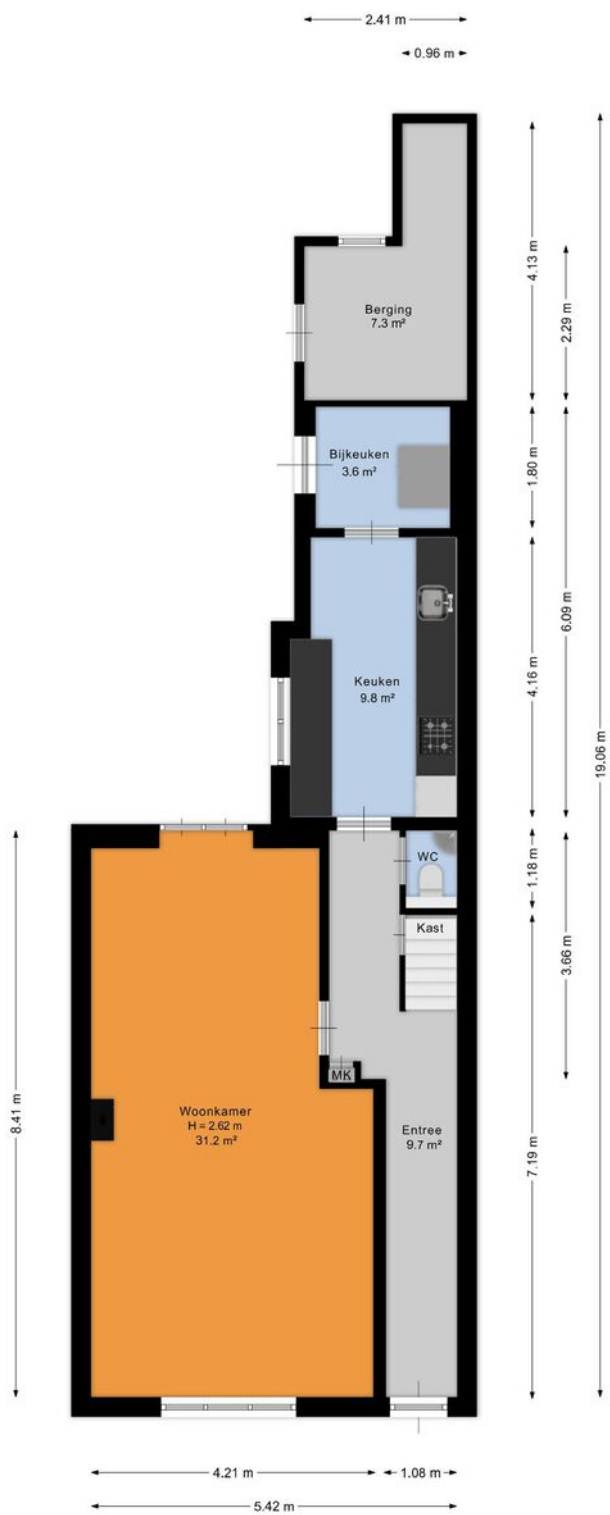 2.41 m
0.96 m
Berging
7.3 m²
4.13 m
2.29 m
Bijkeuken
3.6 m²
1.80 m
6.09 m
Keuken
9.8 m²
4.16 m
19.06 m
WC
1.18 m
Kast
3.66 m
MK
Woonkamer
H = 2.62 m
31.2 m²
Entree
9.7 m²
8.41 m
7.19 m
4.21 m
1.08 m
5.42 m